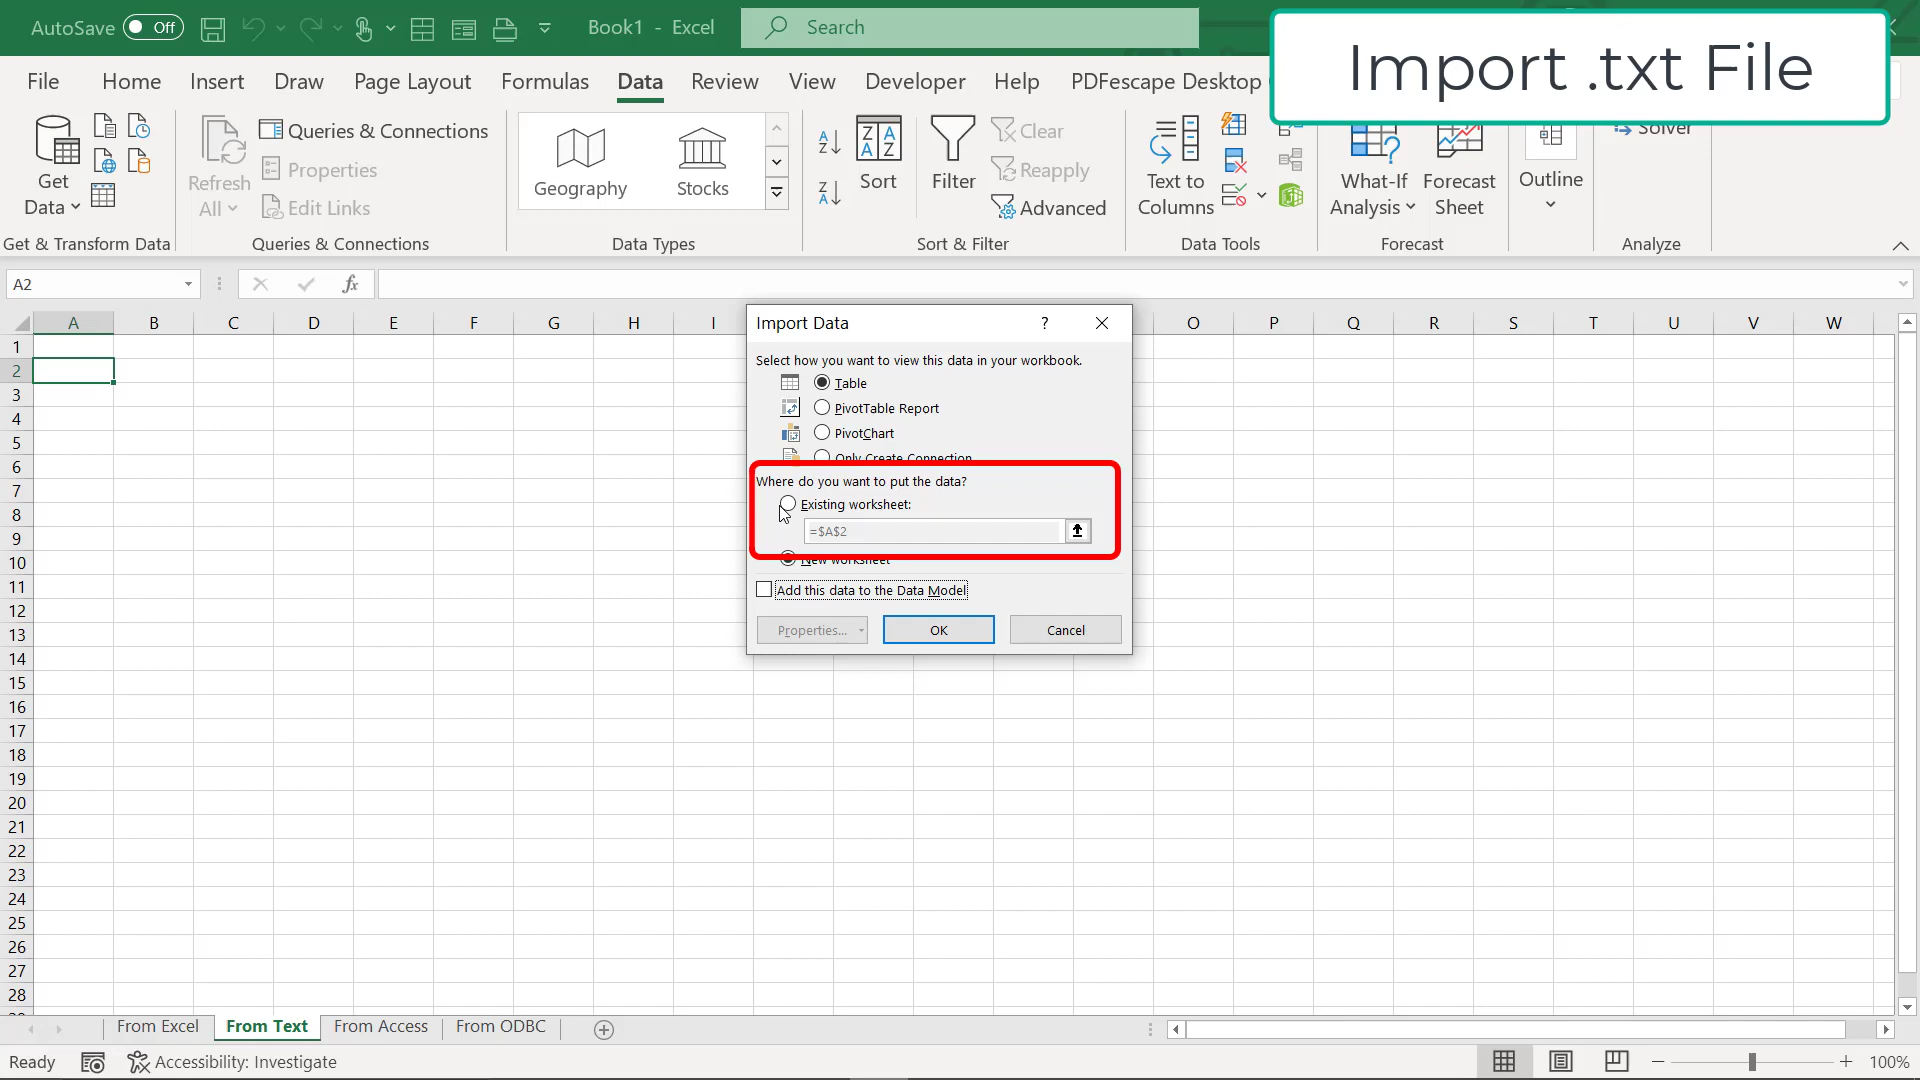 AutoSave Off
Book1 - Excel
Search
Import .txt File
File Home Insert Draw Page Layout Formulas Data Review View Developer Help PDFescape Desktop
Get Data
Refresh All
Queries & Connections
Properties
Edit Links
Geography
Stocks
Sort
Filter
Clear
Reapply
Advanced
Text to Columns
What-If Analysis
Forecast Sheet
Outline
Solver
Get & Transform Data
Queries & Connections
Data Types
Sort & Filter
Data Tools
Forecast
Analyze
A2
fx
A B C D E F G H I O P Q R S T U V W
1
2
3
4
5
6
7
8
9
10
11
12
13
14
15
16
17
18
19
20
21
22
23
24
25
26
27
28
Import Data
?
Select how you want to view this data in your workbook.
Table
PivotTable Report
PivotChart
Only Create Connection
Where do you want to put the data?
Existing worksheet:
=$A$2
New worksheet
Add this data to the Data Model
Properties...
OK
Cancel
From Excel From Text From Access From ODBC
Ready
Accessibility: Investigate
100%